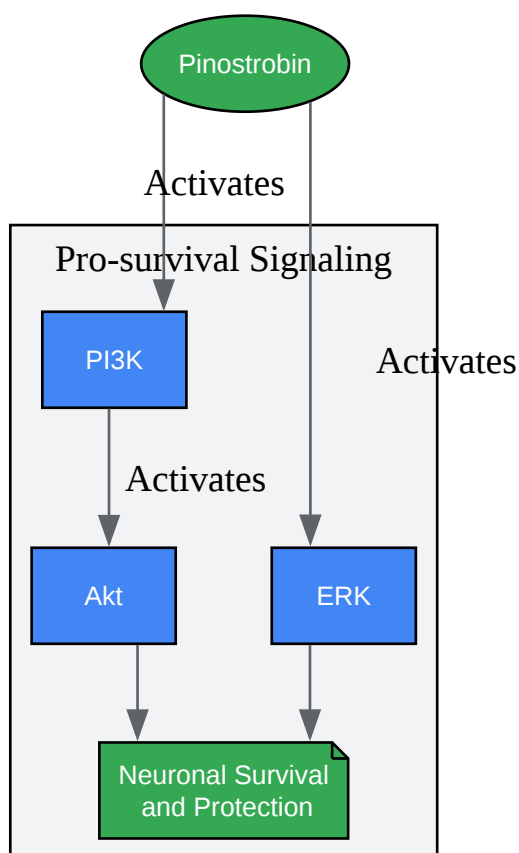 Pinostrobin
Activates
Pro-survival Signaling
PI3K
Activates
Activates
Akt
ERK
Neuronal Survival
and Protection